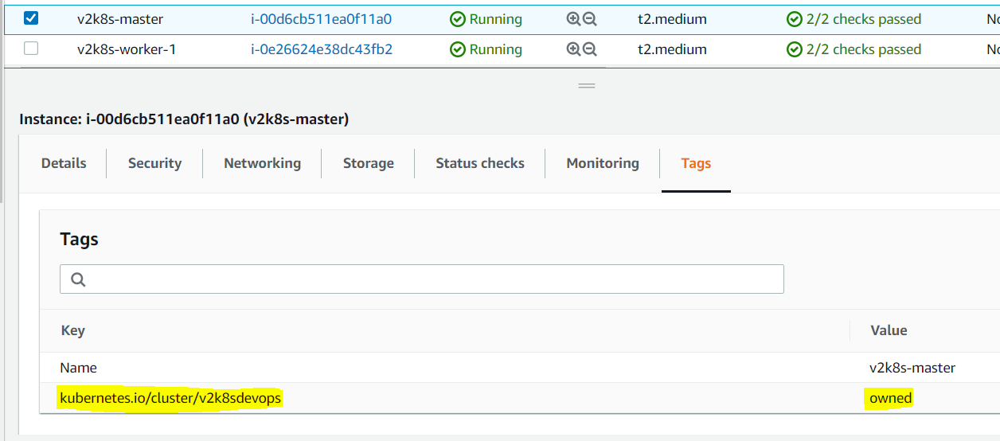 v2k8s-master i-00d6cb511ea0f11a0 Running t2.medium 2/2 checks passed No
v2k8s-worker-1 i-0e26624e38dc43fb2 Running t2.medium 2/2 checks passed No
Instance: i-00d6cb511ea0f11a0 (v2k8s-master)
Details Security Networking Storage Status checks Monitoring Tags
Tags
Key Value
Name v2k8s-master
kubernetes.io/cluster/v2k8sdevops owned